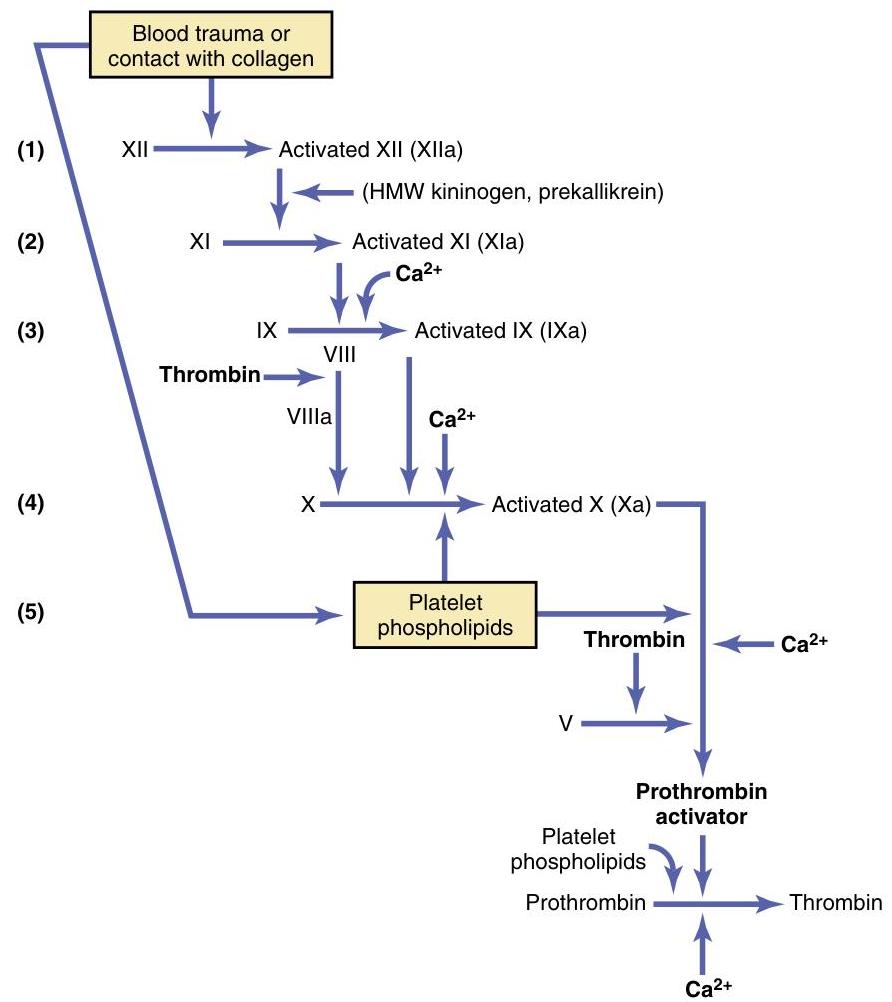 Blood trauma or
contact with collagen
(1) XII Activated XII (XIIa)
(HMW kininogen, prekallikrein)
(2) XI Activated XI (XIa)
Ca²⁺
(3) IX Activated IX (IXa)
VIII
Thrombin
VIIIa Ca²⁺
(4) X Activated X (Xa)
(5) Platelet
phospholipids
Thrombin Ca²⁺
V
Prothrombin
activator
Platelet
phospholipids
Prothrombin Thrombin
Ca²⁺